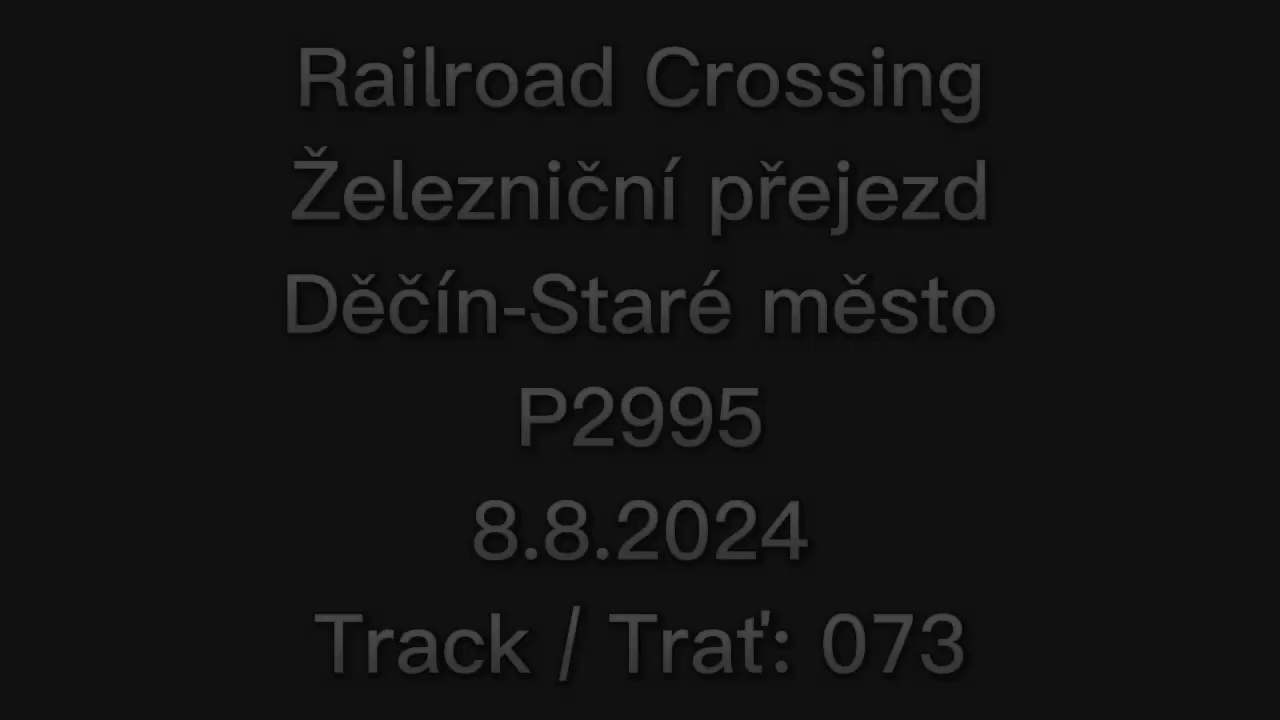 Railroad Crossing
Železniční přejezd
Děčín-Staré město
P2995
8.8.2024
Track / Trať: 073